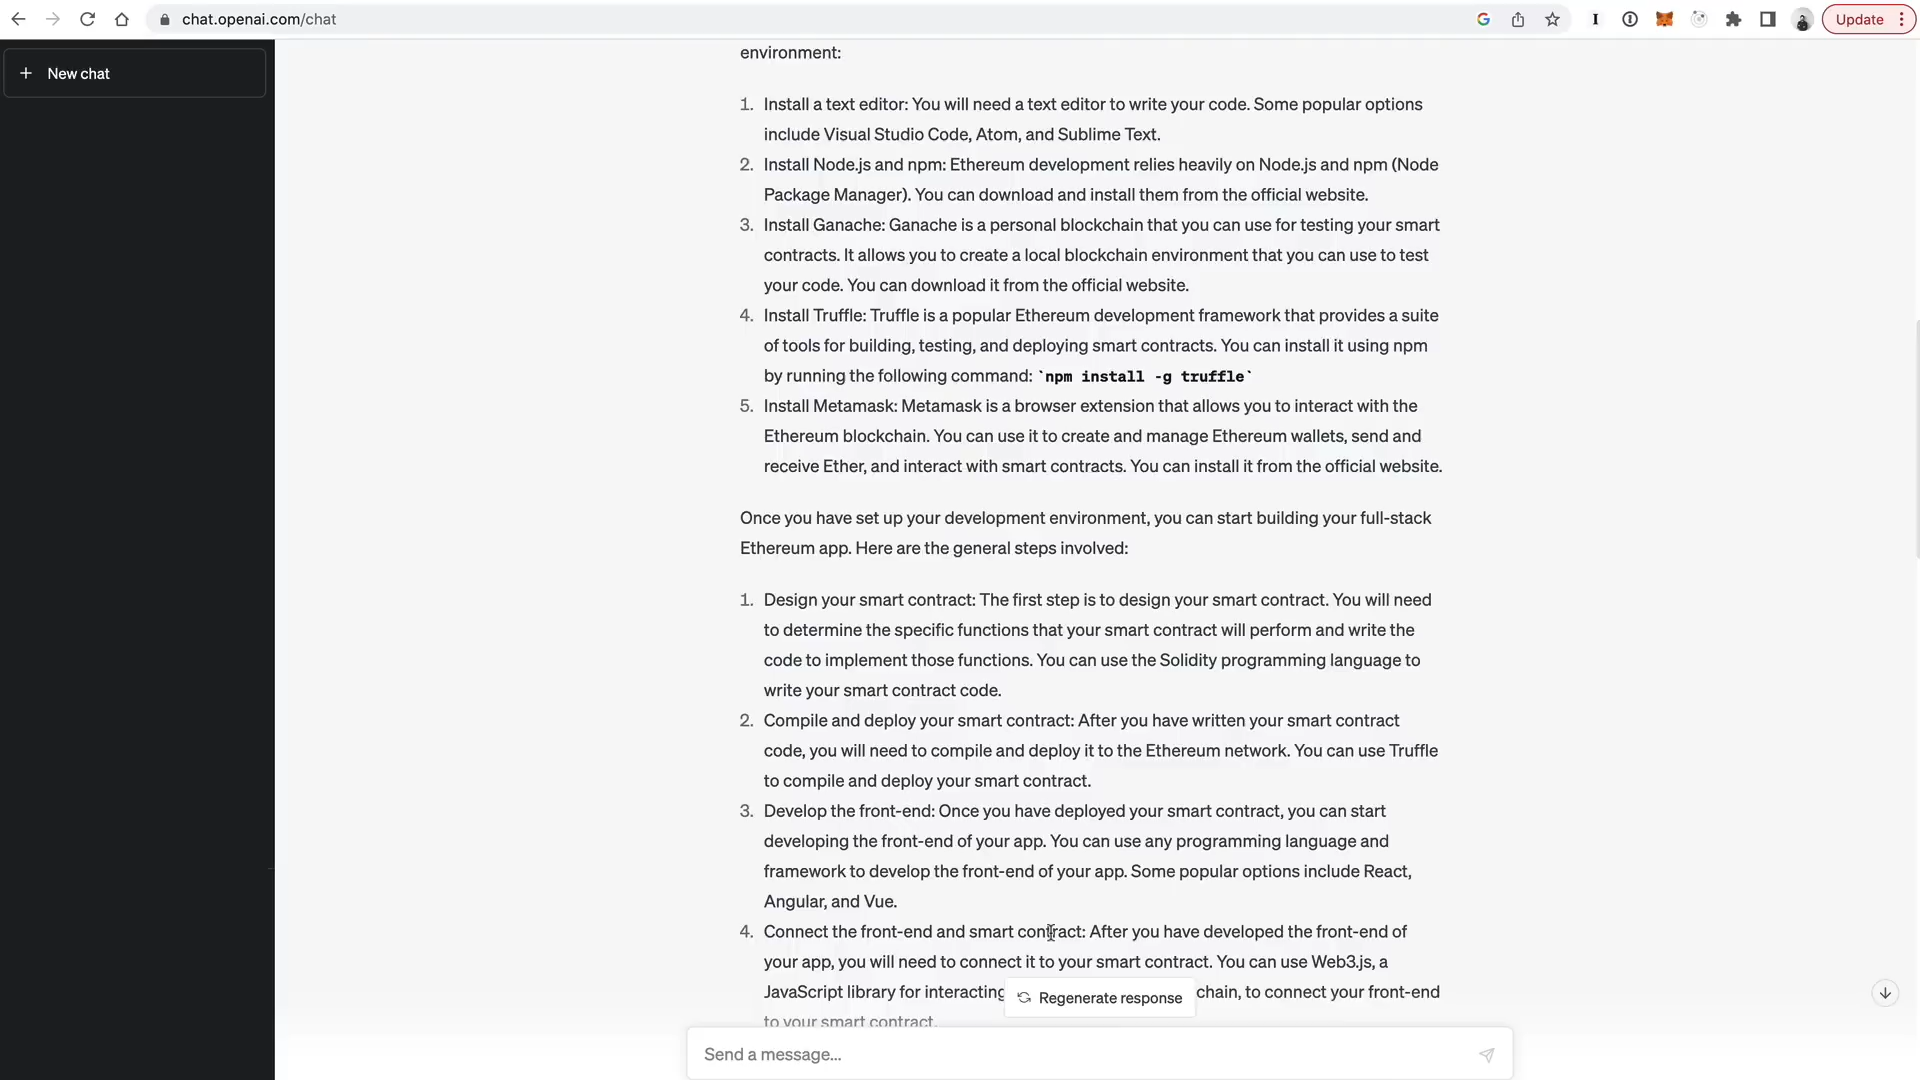 chat.openai.com/chat
Update
New chat
environment:
1. Install a text editor: You will need a text editor to write your code. Some popular options
include Visual Studio Code, Atom, and Sublime Text.
2. Install Node.js and npm: Ethereum development relies heavily on Node.js and npm (Node
Package Manager). You can download and install them from the official website.
3. Install Ganache: Ganache is a personal blockchain that you can use for testing your smart
contracts. It allows you to create a local blockchain environment that you can use to test
your code. You can download it from the official website.
4. Install Truffle: Truffle is a popular Ethereum development framework that provides a suite
of tools for building, testing, and deploying smart contracts. You can install it using npm
by running the following command: `npm install -g truffle`
5. Install Metamask: Metamask is a browser extension that allows you to interact with the
Ethereum blockchain. You can use it to create and manage Ethereum wallets, send and
receive Ether, and interact with smart contracts. You can install it from the official website.
Once you have set up your development environment, you can start building your full-stack
Ethereum app. Here are the general steps involved:
1. Design your smart contract: The first step is to design your smart contract. You will need
to determine the specific functions that your smart contract will perform and write the
code to implement those functions. You can use the Solidity programming language to
write your smart contract code.
2. Compile and deploy your smart contract: After you have written your smart contract
code, you will need to compile and deploy it to the Ethereum network. You can use Truffle
to compile and deploy your smart contract.
3. Develop the front-end: Once you have deployed your smart contract, you can start
developing the front-end of your app. You can use any programming language and
framework to develop the front-end of your app. Some popular options include React,
Angular, and Vue.
4. Connect the front-end and smart contract: After you have developed the front-end of
your app, you will need to connect it to your smart contract. You can use Web3.js, a
JavaScript library for interacting chain, to connect your front-end
Regenerate response
to your smart contract.
Send a message...